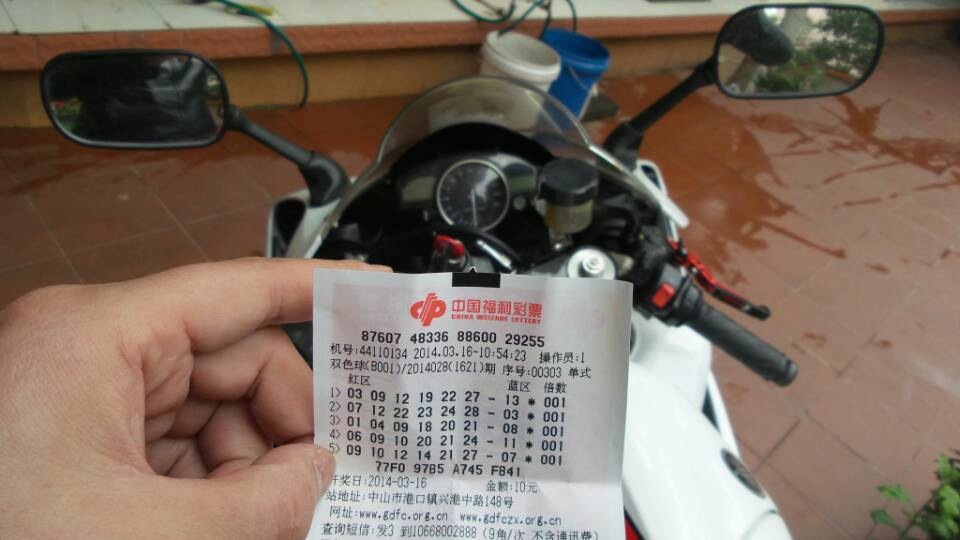 中国福利彩票
CHINA WELFARE LOTTERY
87607 48336 88600 29255
机号:44110134 2014.03.16-10:54:23 操作员:1
双色球(B001)/2014028(1621)期 序号:00303 单式
红区 蓝区 倍数
1> 03 09 12 19 22 27 - 13 * 001
2> 07 12 22 23 24 28 - 03 * 001
3> 01 04 09 18 20 21 - 08 * 001
4> 06 09 10 20 21 24 - 11 * 001
5> 09 10 12 14 21 27 - 07 * 001
77F0 97B5 A745 FB41
开奖日:2014-03-16 金额:10元
站地址:中山市港口镇兴港中路148号
网址:www.gdfc.org.cn www.gdfczx.org.cn
查询短信:发3 到10668002888 (9角/次 不含通讯费)